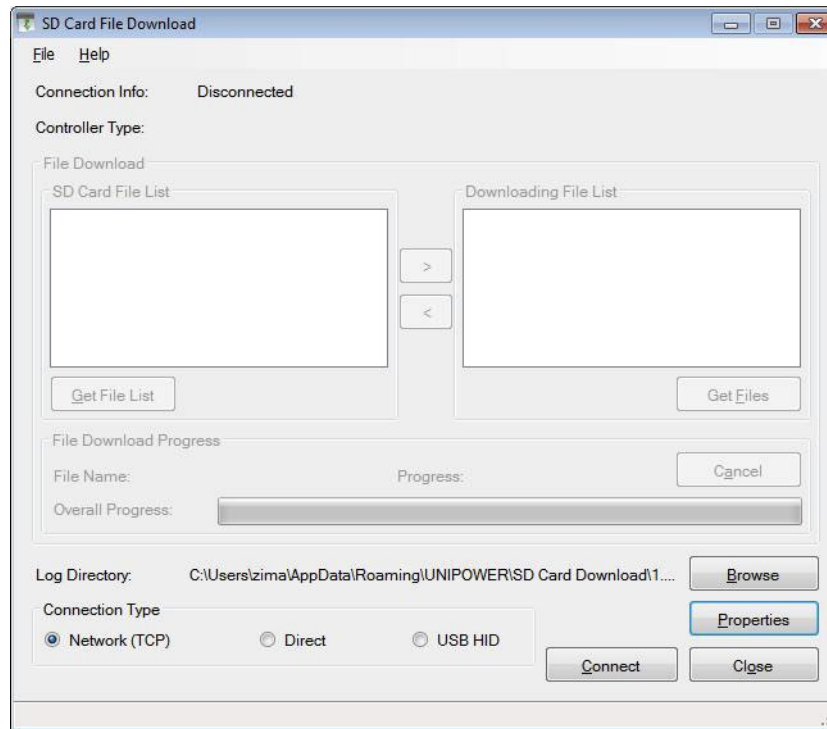 SD Card File Download
File Help
Connection Info: Disconnected
Controller Type:
File Download
SD Card File List Downloading File List
>
<
Get File List Get Files
File Download Progress
File Name: Progress: Cancel
Overall Progress:
Log Directory: C:\Users\zima\AppData\Roaming\UNIPOWER\SD Card Download\1.... Browse
Connection Type
Properties
Network (TCP) Direct USB HID
Connect Close